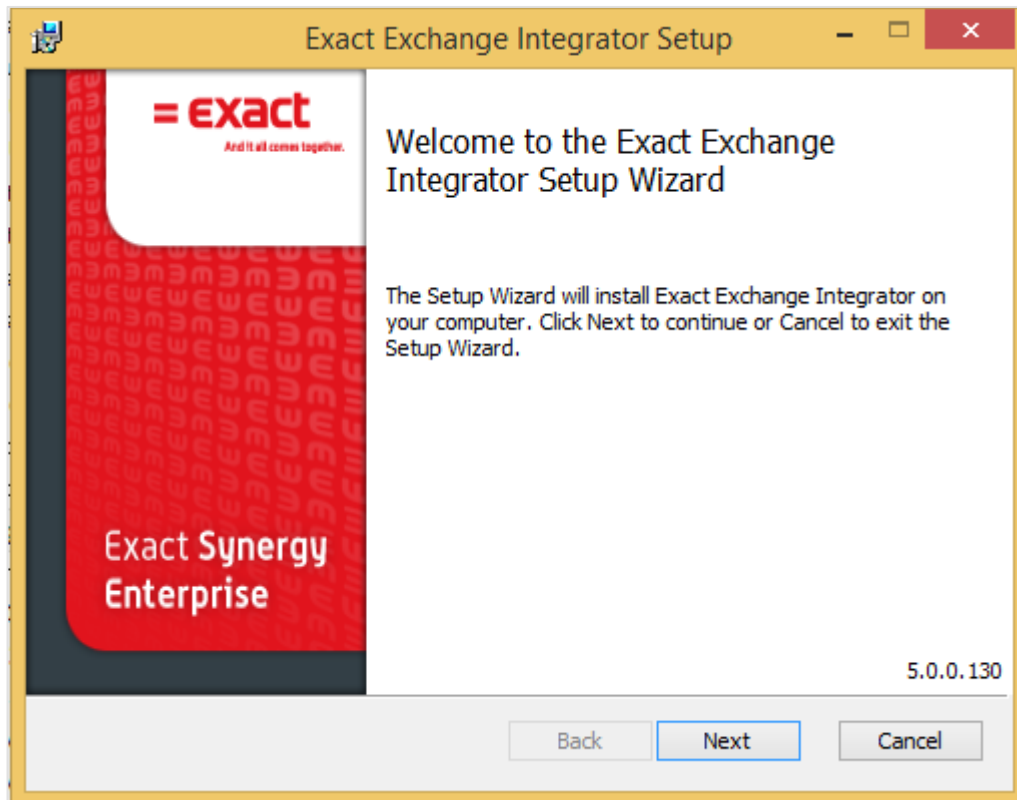 Exact Exchange Integrator Setup
= exact
And it all comes together.
Welcome to the Exact Exchange
Integrator Setup Wizard
The Setup Wizard will install Exact Exchange Integrator on
your computer. Click Next to continue or Cancel to exit the
Setup Wizard.
Exact Synergy
Enterprise
5.0.0.130
Back
Next
Cancel